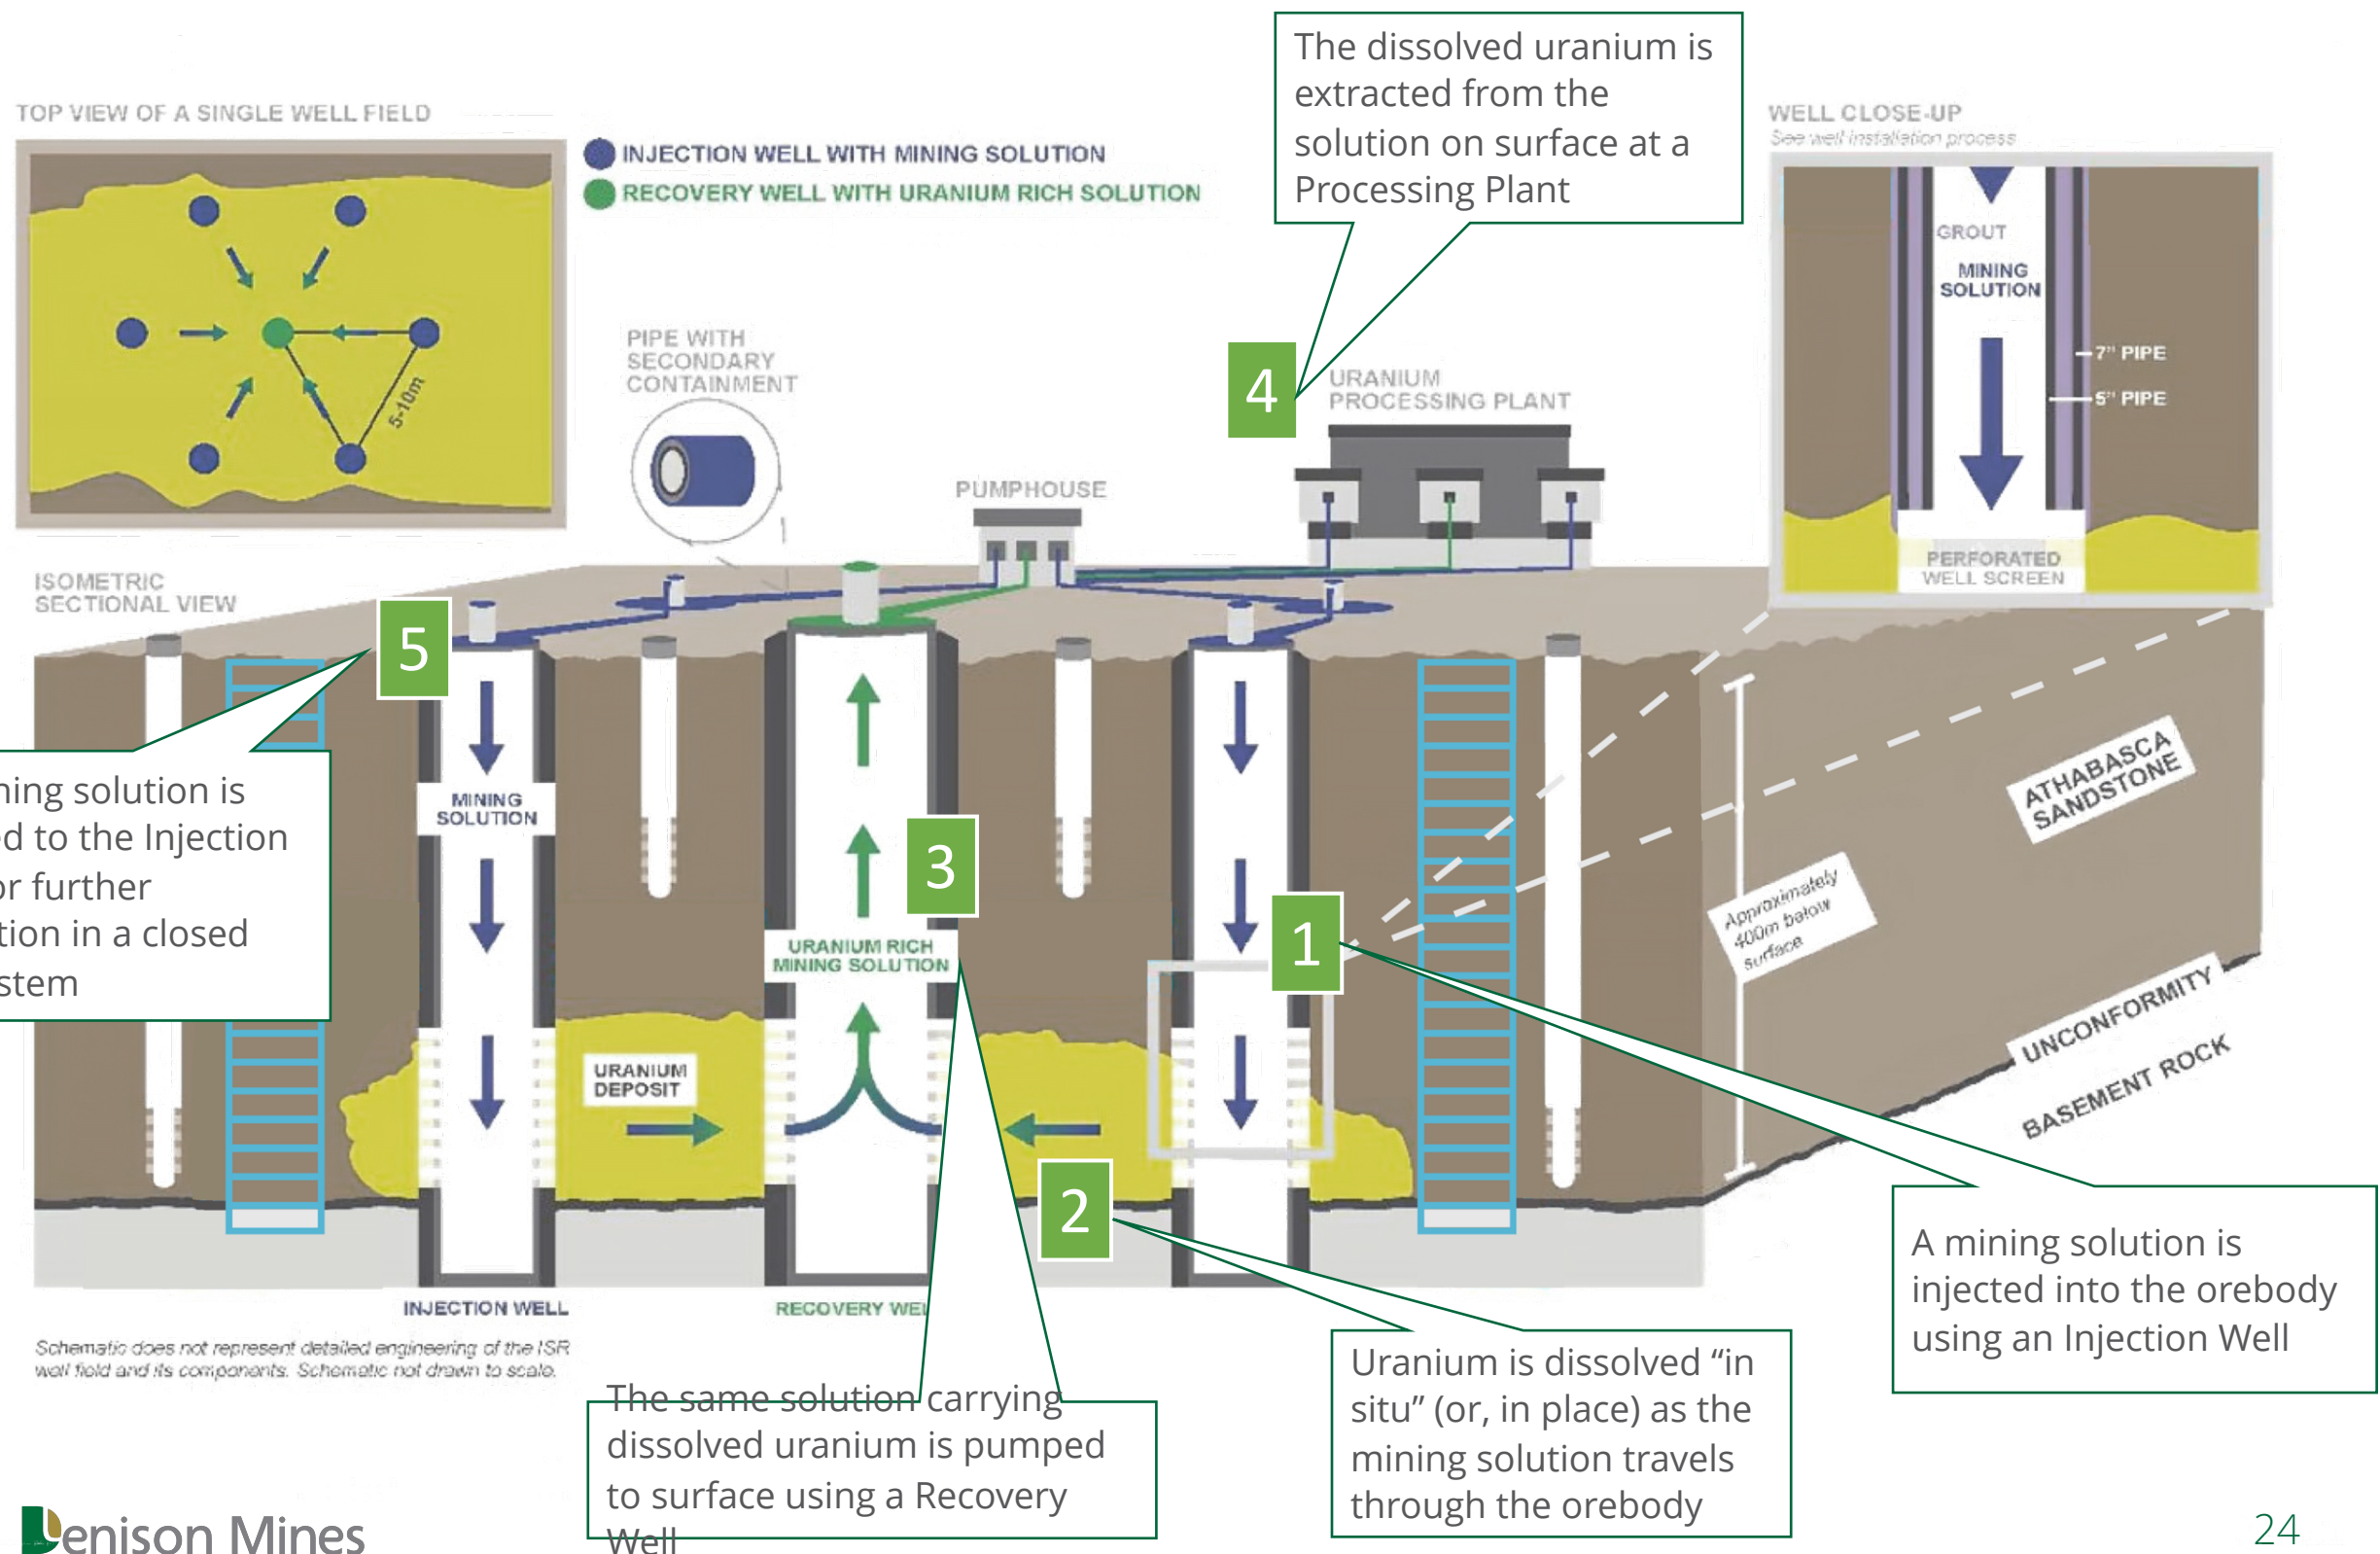 The dissolved uranium is
extracted from the
solution on surface at a
Processing Plant
TOP VIEW OF A SINGLE WELL FIELD
INJECTION WELL WITH MINING SOLUTION
RECOVERY WELL WITH URANIUM RICH SOLUTION
5-10m
WELL CLOSE-UP
See well installation process
GROUT
MINING
SOLUTION
7" PIPE
5" PIPE
PERFORATED
WELL SCREEN
PIPE WITH
SECONDARY
CONTAINMENT
4
URANIUM
PROCESSING PLANT
PUMPHOUSE
ISOMETRIC
SECTIONAL VIEW
5
ning solution is
ed to the Injection
or further
tion in a closed
stem
MINING
SOLUTION
3
URANIUM RICH
MINING SOLUTION
1
ATHABASCA
SANDSTONE
Approximately
400m below
surface
UNCONFORMITY
BASEMENT ROCK
URANIUM
DEPOSIT
2
INJECTION WELL
RECOVERY WEL
A mining solution is
injected into the orebody
using an Injection Well
Schematic does not represent detailed engineering of the ISR
well field and its components. Schematic not drawn to scale.
Uranium is dissolved “in
situ” (or, in place) as the
mining solution travels
through the orebody
The same solution carrying
dissolved uranium is pumped
to surface using a Recovery
Well
Denison Mines
24